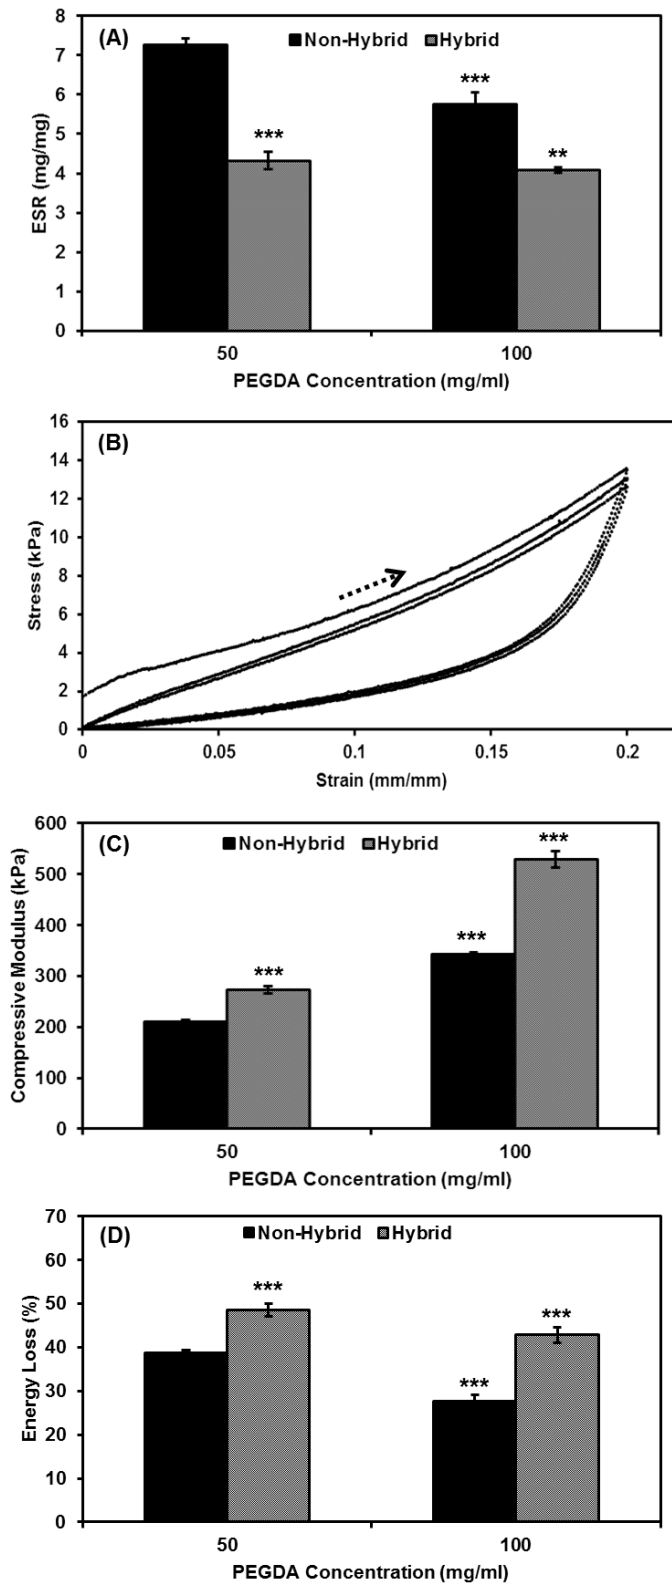 (A)
Non-Hybrid Hybrid
8
7
6
5
4
3
2
1
0
ESR (mg/mg)
***
***
**
50 100
PEGDA Concentration (mg/ml)
(B)
16
14
12
10
8
6
4
2
0
Stress (kPa)
0 0.05 0.1 0.15 0.2
Strain (mm/mm)
(C)
Non-Hybrid Hybrid
600
500
400
300
200
100
0
Compressive Modulus (kPa)
***
***
***
50 100
PEGDA Concentration (mg/ml)
(D)
Non-Hybrid Hybrid
70
60
50
40
30
20
10
0
Energy Loss (%)
***
***
***
50 100
PEGDA Concentration (mg/ml)